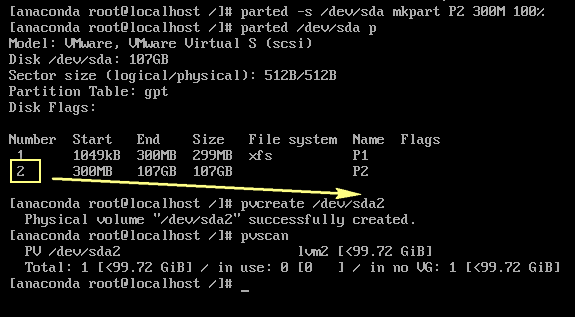 [anaconda root@localhost /]# parted -s /dev/sda mkpart P2 300M 100%
[anaconda root@localhost /]# parted /dev/sda p
Model: VMware, VMware Virtual S (scsi)
Disk /dev/sda: 107GB
Sector size (logical/physical): 512B/512B
Partition Table: gpt
Disk Flags:
Number  Start   End    Size   File system  Name  Flags
1      1049kB  300MB  299MB  xfs          P1
2      300MB   107GB  107GB               P2
[anaconda root@localhost /]# pvcreate /dev/sda2
Physical volume "/dev/sda2" successfully created.
[anaconda root@localhost /]# pvscan
PV /dev/sda2                      lvm2 [<99.72 GiB]
Total: 1 [<99.72 GiB] / in use: 0 [0   ] / in no VG: 1 [<99.72 GiB]
[anaconda root@localhost /]# _